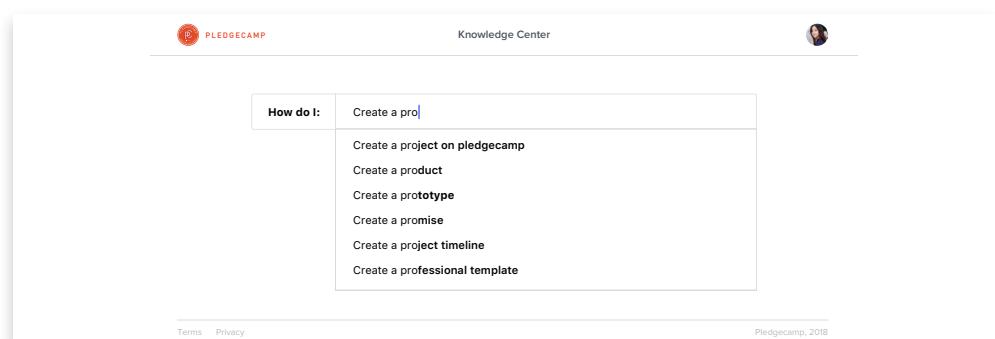 PLEDGECAMP
Knowledge Center
How do I: Create a pro
Create a project on pledgecamp
Create a product
Create a prototype
Create a promise
Create a project timeline
Create a professional template
Terms Privacy Pledgecamp, 2018